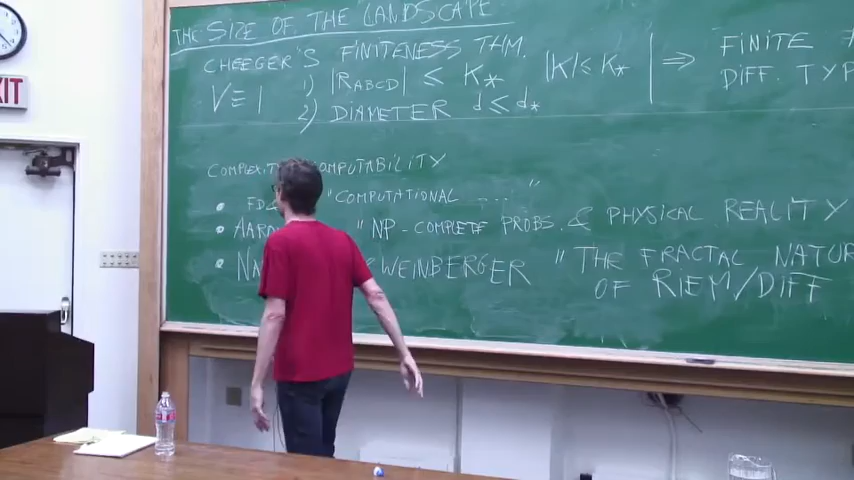 THE SIZE OF THE "LANDSCAPE"
CHEEGER'S FINITENESS THM.
V = 1 1) |RABCD| ≤ K* |K| ≤ K* ⟹ FINITE #
2) DIAMETER d ≤ d* DIFF. TYP
COMPUTABILITY
• "COMPUTATIONAL ...."
• "NP-COMPLETE PROBS. & PHYSICAL REALITY
• WEINBERGER "THE FRACTAL NATUR
OF RIEM/DIFF
EXIT